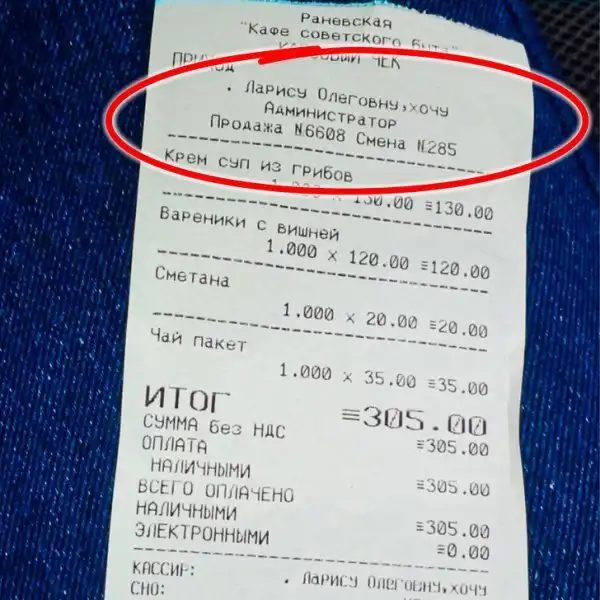 Раневская
"Кафе советского быта"
КАССОВЫЙ ЧЕК
ПРИХОД
. Ларису Олеговну,хочу
Администратор
Продажа №6608 Смена №285
Крем суп из грибов
1.000 x 130.00 ≡130.00
Вареники с вишней
1.000 x 120.00 ≡120.00
Сметана
1.000 x 20.00 ≡20.00
Чай пакет
1.000 x 35.00 ≡35.00
ИТОГ ≡305.00
СУММА без НДС ≡305.00
ОПЛАТА
НАЛИЧНЫМИ ≡305.00
ВСЕГО ОПЛАЧЕНО
НАЛИЧНЫМИ ≡305.00
ЭЛЕКТРОННЫМИ ≡0.00
КАССИР: . Ларису Олеговну,хочу
СНО: